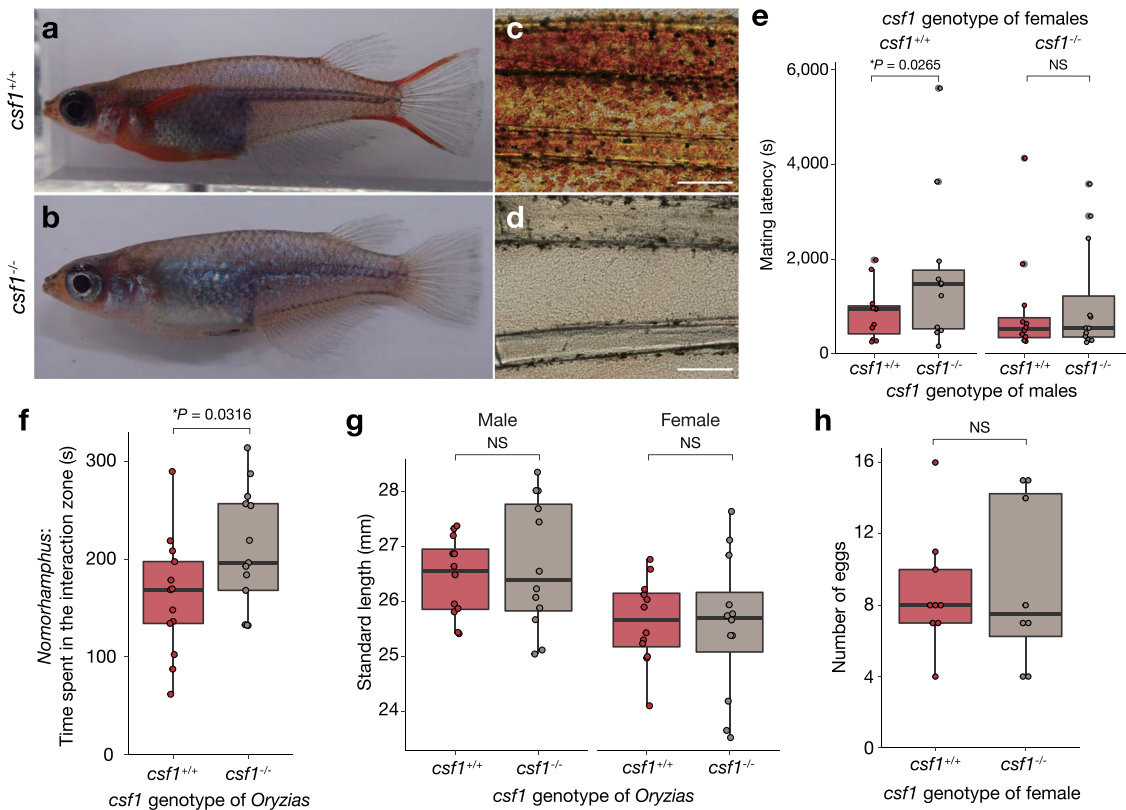 a
csf1+/+
b
csf1-/-
c
d
e
csf1 genotype of females
csf1+/+
csf1-/-
*P = 0.0265
NS
6,000
4,000
2,000
0
Mating latency (s)
csf1+/+
csf1-/-
csf1+/+
csf1-/-
csf1 genotype of males
f
*P = 0.0316
300
200
100
0
Nomorhamphus:
Time spent in the interaction zone (s)
csf1+/+
csf1-/-
csf1 genotype of Oryzias
g
Male
Female
NS
NS
28
27
26
25
24
Standard length (mm)
csf1+/+
csf1-/-
csf1+/+
csf1-/-
csf1 genotype of Oryzias
h
NS
16
12
8
4
0
Number of eggs
csf1+/+
csf1-/-
csf1 genotype of female